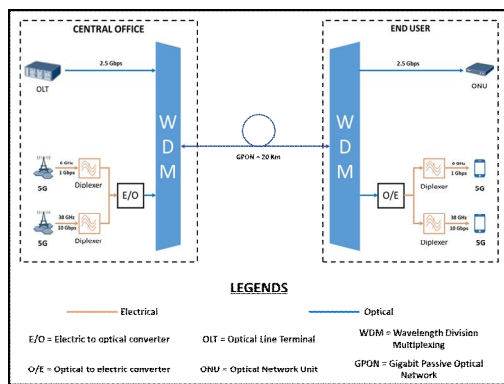 CENTRAL OFFICE
END USER
2.5 Gbps
2.5 Gbps
OLT
ONU
WDM
WDM
GPON ~ 20 Km
6 GHz
1 Gbps
5G
Diplexer
E/O
38 GHz
10 Gbps
5G
Diplexer
O/E
6 GHz
1 Gbps
Diplexer
5G
38 GHz
10 Gbps
Diplexer
5G
LEGENDS
Electrical
Optical
E/O = Electric to optical converter
OLT = Optical Line Terminal
WDM = Wavelength Division
Multiplexing
O/E = Optical to electric converter
ONU = Optical Network Unit
GPON = Gigabit Passive Optical
Network